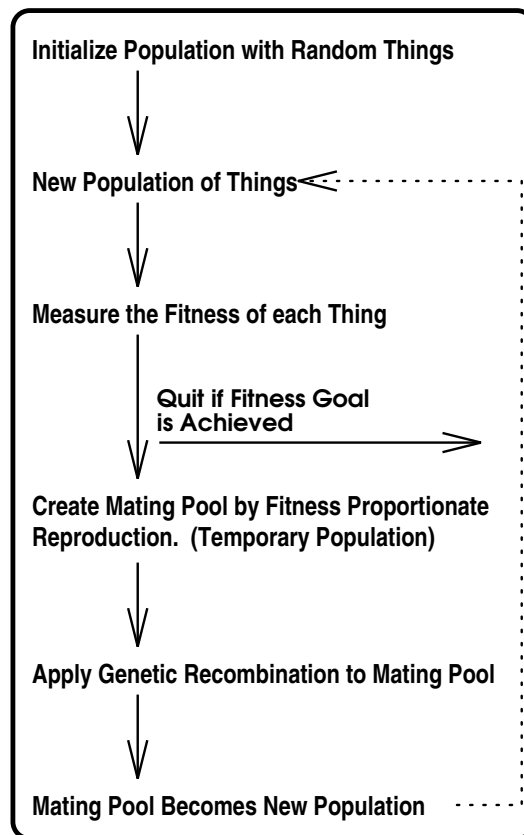 Initialize Population with Random Things
New Population of Things
Measure the Fitness of each Thing
Quit if Fitness Goal
is Achieved
Create Mating Pool by Fitness Proportionate
Reproduction. (Temporary Population)
Apply Genetic Recombination to Mating Pool
Mating Pool Becomes New Population